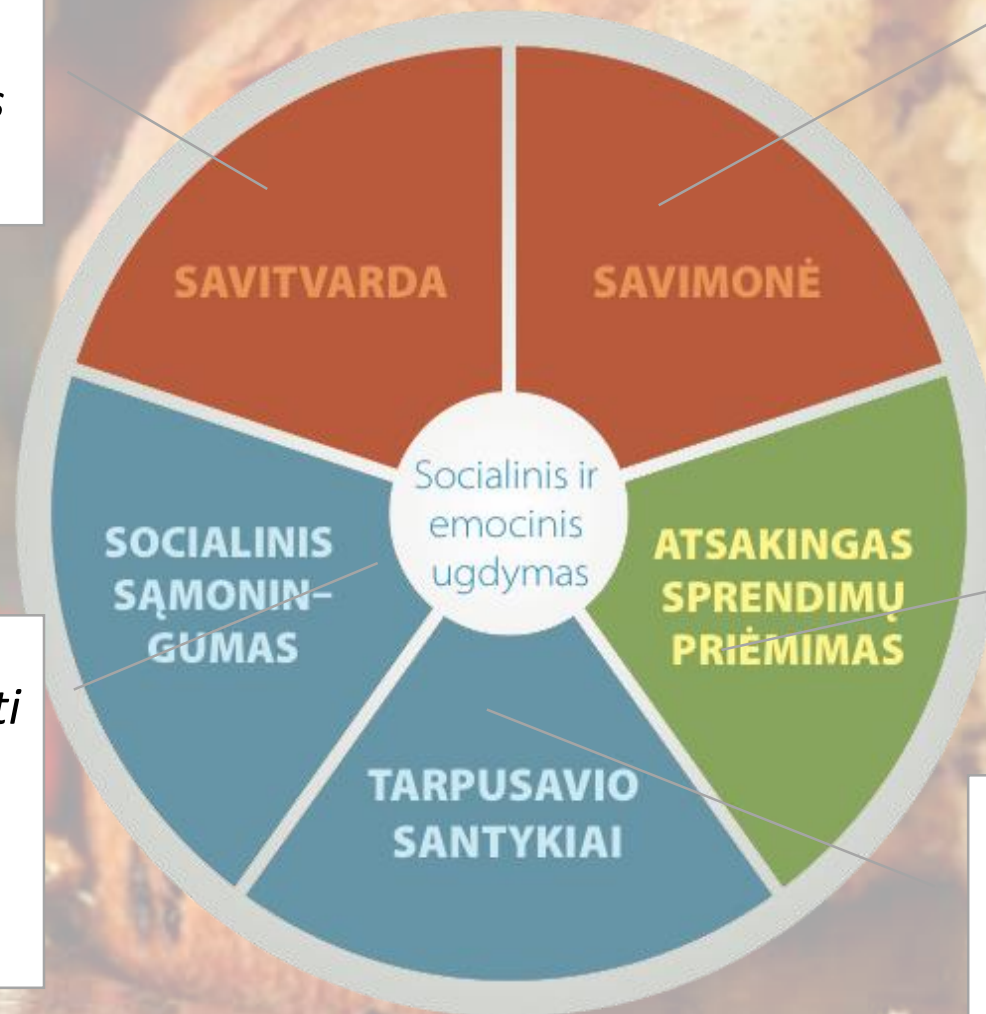 SAVITVARDA
SAVIMONĖ
Socialinis ir
emocinis
ugdymas
SOCIALINIS
SĄMONIN–
GUMAS
ATSAKINGAS
SPRENDIMŲ
PRIĖMIMAS
TARPUSAVIO
SANTYKIAI